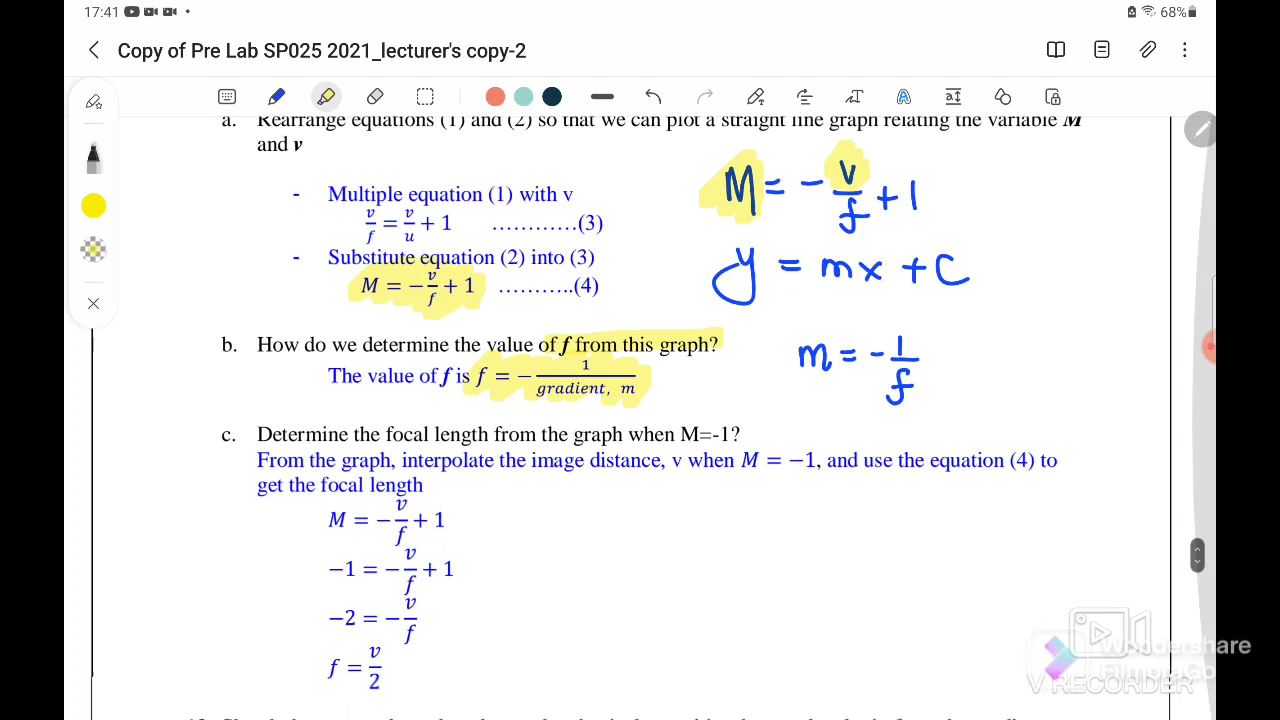 17:41
68%
Copy of Pre Lab SP025 2021_lecturer's copy-2
a. Rearrange equations (1) and (2) so that we can plot a straight line graph relating the variable M
and v
- Multiple equation (1) with v
v/f = v/u + 1 …………(3)
- Substitute equation (2) into (3)
M = − v/f + 1 ………..(4)
M = - v/f + 1
y = mx + c
b. How do we determine the value of f from this graph?
The value of f is f = − 1/gradient, m
m = - 1/f
c. Determine the focal length from the graph when M=-1?
From the graph, interpolate the image distance, v when M = −1, and use the equation (4) to
get the focal length
M = − v/f + 1
−1 = − v/f + 1
−2 = − v/f
f = v/2
Wondershare
FilmoraGo
V RECORDER